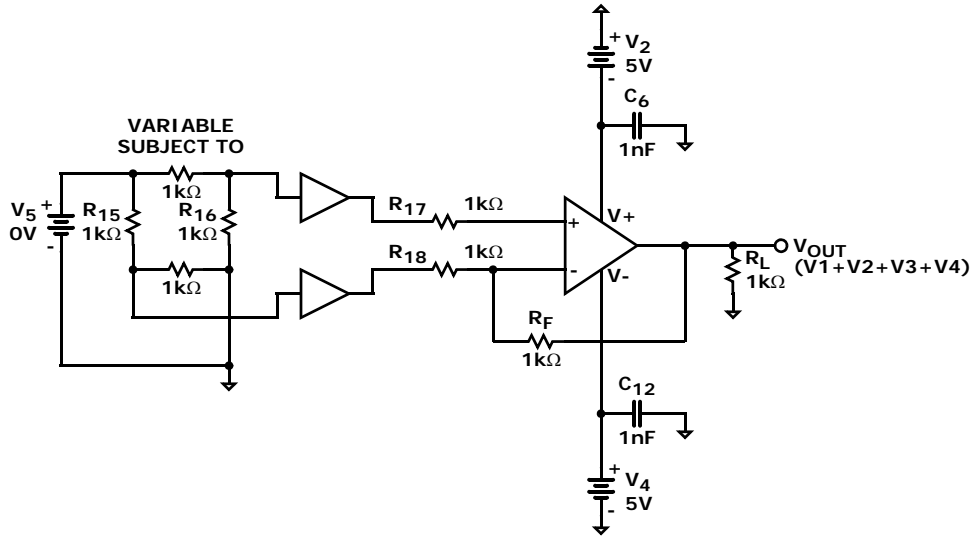 + V2
5V
-
C6
1nF
VARIABLE
SUBJECT TO
1kΩ
V5 +
0V
-
R15
1kΩ
R16
1kΩ
1kΩ
R17 1kΩ
R18 1kΩ
+
-
V+
V-
VOUT
(V1+V2+V3+V4)
RL
1kΩ
RF
1kΩ
C12
1nF
+ V4
5V
-